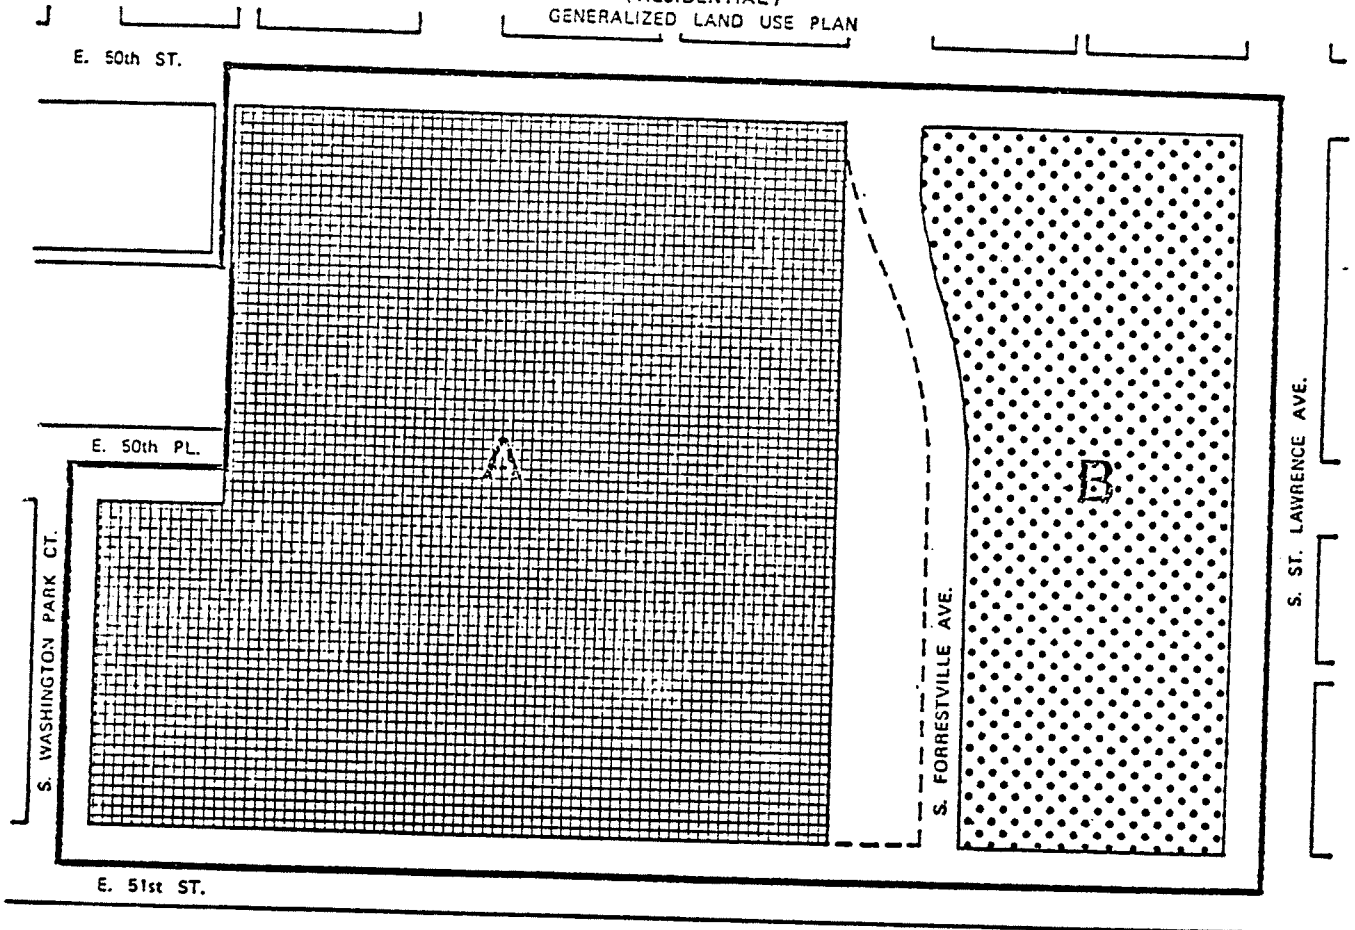 GENERALIZED LAND USE PLAN
E. 50th ST.
A
E. 50th PL.
B
S. ST. LAWRENCE AVE.
S. WASHINGTON PARK CT.
S. FORRESTVILLE AVE.
E. 51st ST.